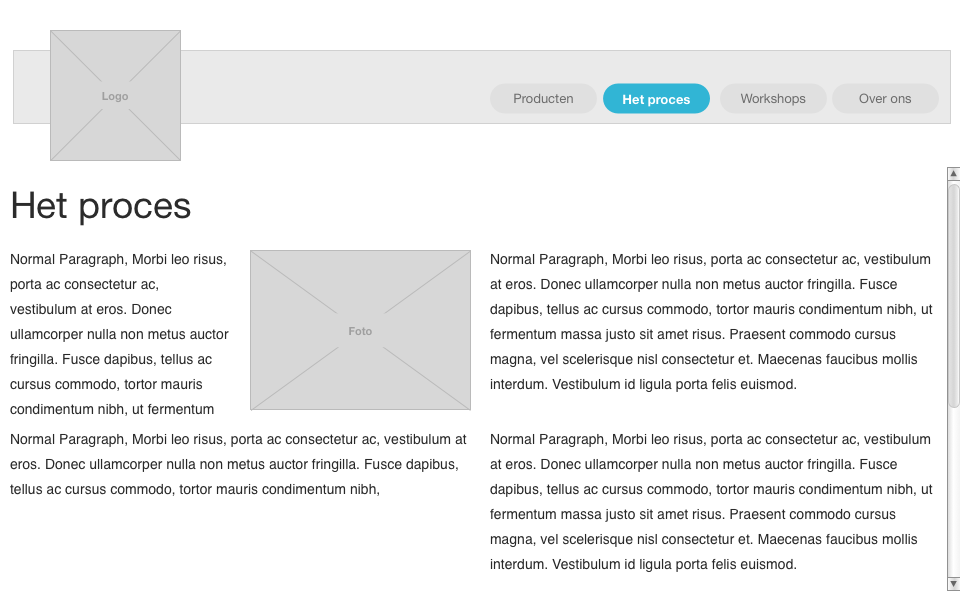 Logo
Producten
Het proces
Workshops
Over ons
Het proces
Normal Paragraph, Morbi leo risus,
porta ac consectetur ac,
vestibulum at eros. Donec
ullamcorper nulla non metus auctor
fringilla. Fusce dapibus, tellus ac
cursus commodo, tortor mauris
condimentum nibh, ut fermentum
Foto
Normal Paragraph, Morbi leo risus, porta ac consectetur ac, vestibulum at
eros. Donec ullamcorper nulla non metus auctor fringilla. Fusce dapibus,
tellus ac cursus commodo, tortor mauris condimentum nibh,
Normal Paragraph, Morbi leo risus, porta ac consectetur ac, vestibulum
at eros. Donec ullamcorper nulla non metus auctor fringilla. Fusce
dapibus, tellus ac cursus commodo, tortor mauris condimentum nibh, ut
fermentum massa justo sit amet risus. Praesent commodo cursus
magna, vel scelerisque nisl consectetur et. Maecenas faucibus mollis
interdum. Vestibulum id ligula porta felis euismod.
Normal Paragraph, Morbi leo risus, porta ac consectetur ac, vestibulum
at eros. Donec ullamcorper nulla non metus auctor fringilla. Fusce
dapibus, tellus ac cursus commodo, tortor mauris condimentum nibh, ut
fermentum massa justo sit amet risus. Praesent commodo cursus
magna, vel scelerisque nisl consectetur et. Maecenas faucibus mollis
interdum. Vestibulum id ligula porta felis euismod.